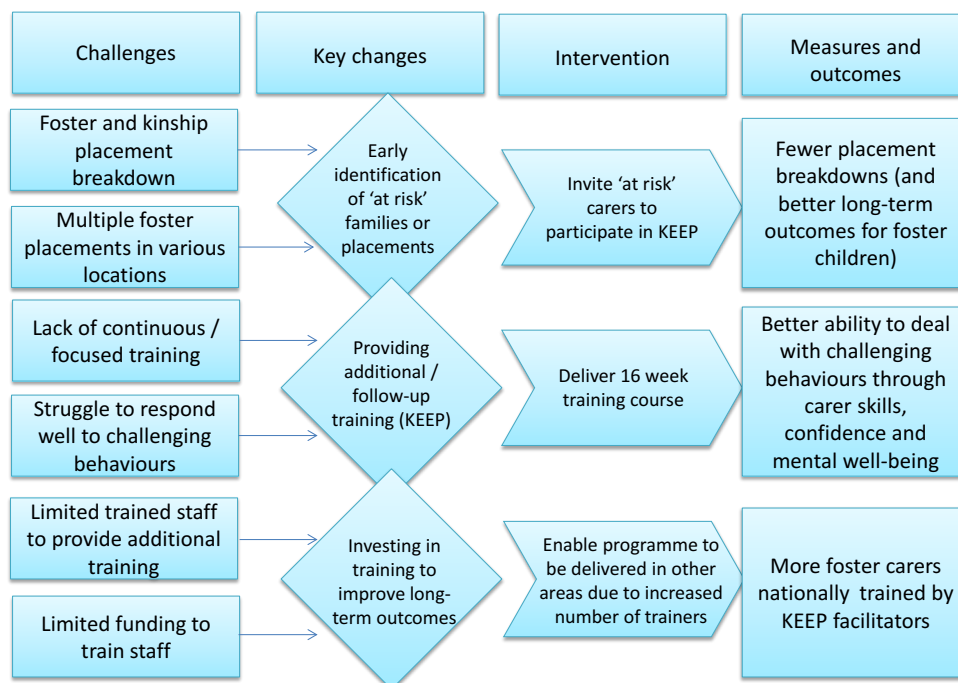 Challenges
Key changes
Intervention
Measures and
outcomes
Foster and kinship
placement
breakdown
Multiple foster
placements in various
locations
Early
identification
of ‘at risk’
families or
placements
Invite ‘at risk’
carers to
participate in KEEP
Fewer placement
breakdowns (and
better long-term
outcomes for foster
children)
Lack of continuous /
focused training
Struggle to respond
well to challenging
behaviours
Providing
additional /
follow-up
training (KEEP)
Deliver 16 week
training course
Better ability to deal
with challenging
behaviours through
carer skills,
confidence and
mental well-being
Limited trained staff
to provide additional
training
Limited funding to
train staff
Investing in
training to
improve long-
term outcomes
Enable programme to
be delivered in other
areas due to increased
number of trainers
More foster carers
nationally trained by
KEEP facilitators